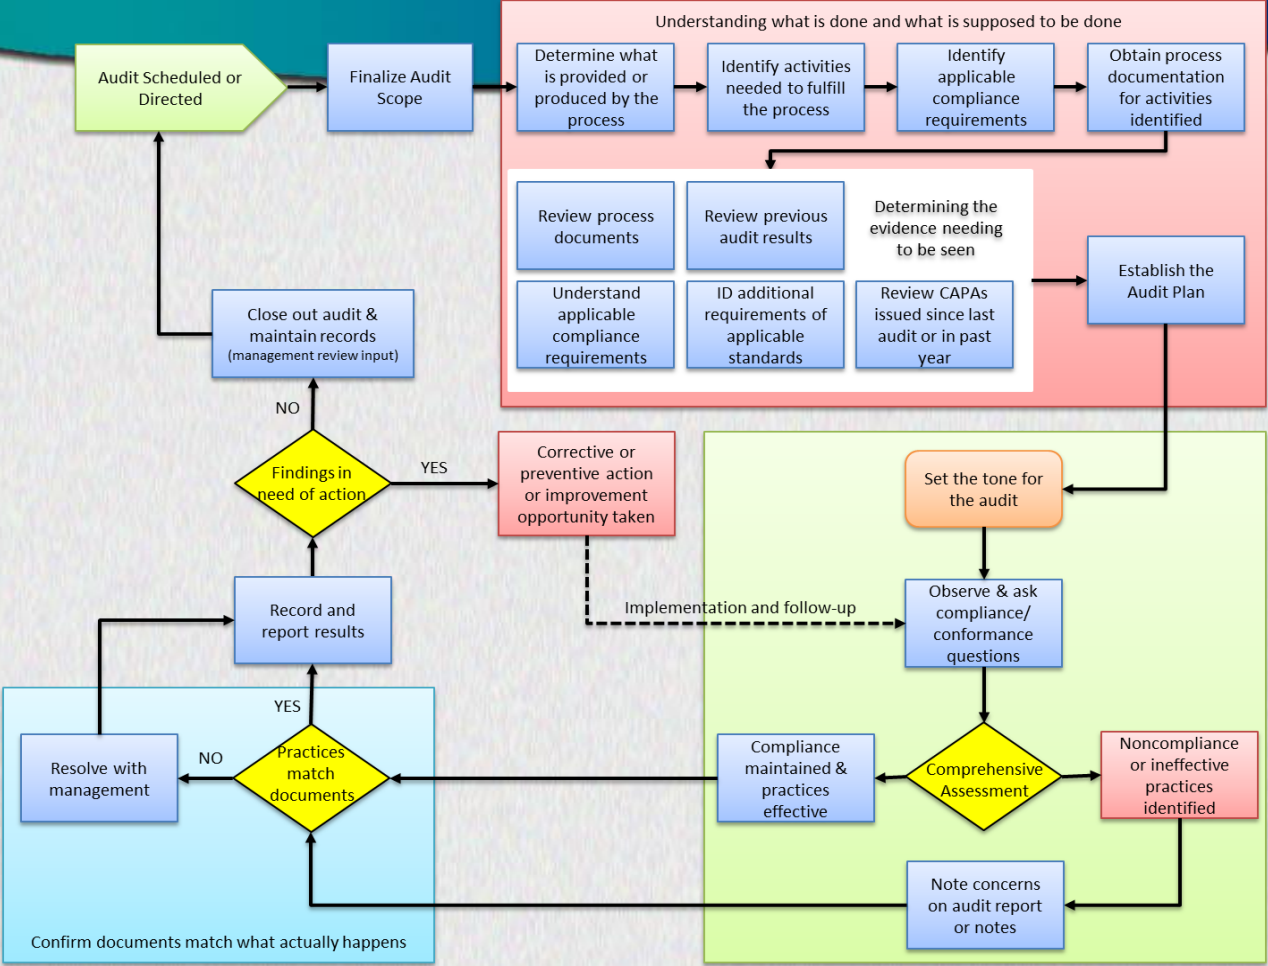 Understanding what is done and what is supposed to be done
Audit Scheduled or
Directed
Finalize Audit
Scope
Determine what
is provided or
produced by the
process
Identify activities
needed to fulfill
the process
Identify
applicable
compliance
requirements
Obtain process
documentation
for activities
identified
Review process
documents
Review previous
audit results
Determining the
evidence needing
to be seen
Understand
applicable
compliance
requirements
ID additional
requirements of
applicable
standards
Review CAPAs
issued since last
audit or in past
year
Establish the
Audit Plan
Close out audit &
maintain records
(management review input)
NO
Findings in
need of action
YES
Corrective or
preventive action
or improvement
opportunity taken
Set the tone for
the audit
Implementation and follow-up
Observe & ask
compliance/
conformance
questions
Record and
report results
YES
Practices
match
documents
NO
Resolve with
management
Compliance
maintained &
practices
effective
Comprehensive
Assessment
Noncompliance
or ineffective
practices
identified
Note concerns
on audit report
or notes
Confirm documents match what actually happens